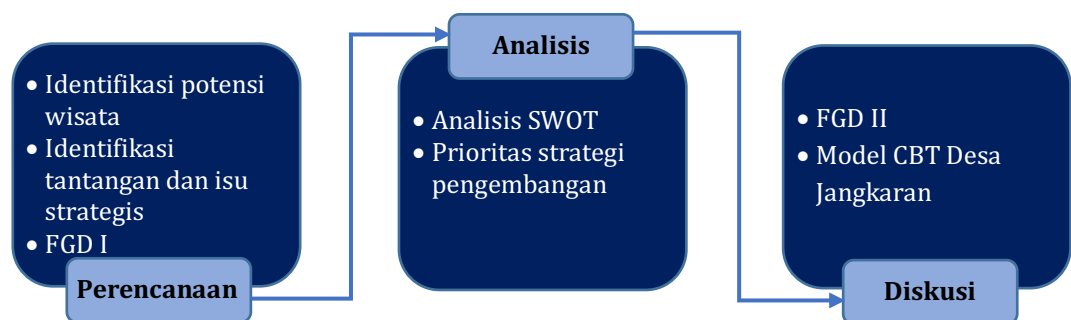 • Identifikasi potensi
wisata
• Identifikasi
tantangan dan isu
strategis
• FGD I
Perencanaan
Analisis
• Analisis SWOT
• Prioritas strategi
pengembangan
• FGD II
• Model CBT Desa
Jangkaran
Diskusi